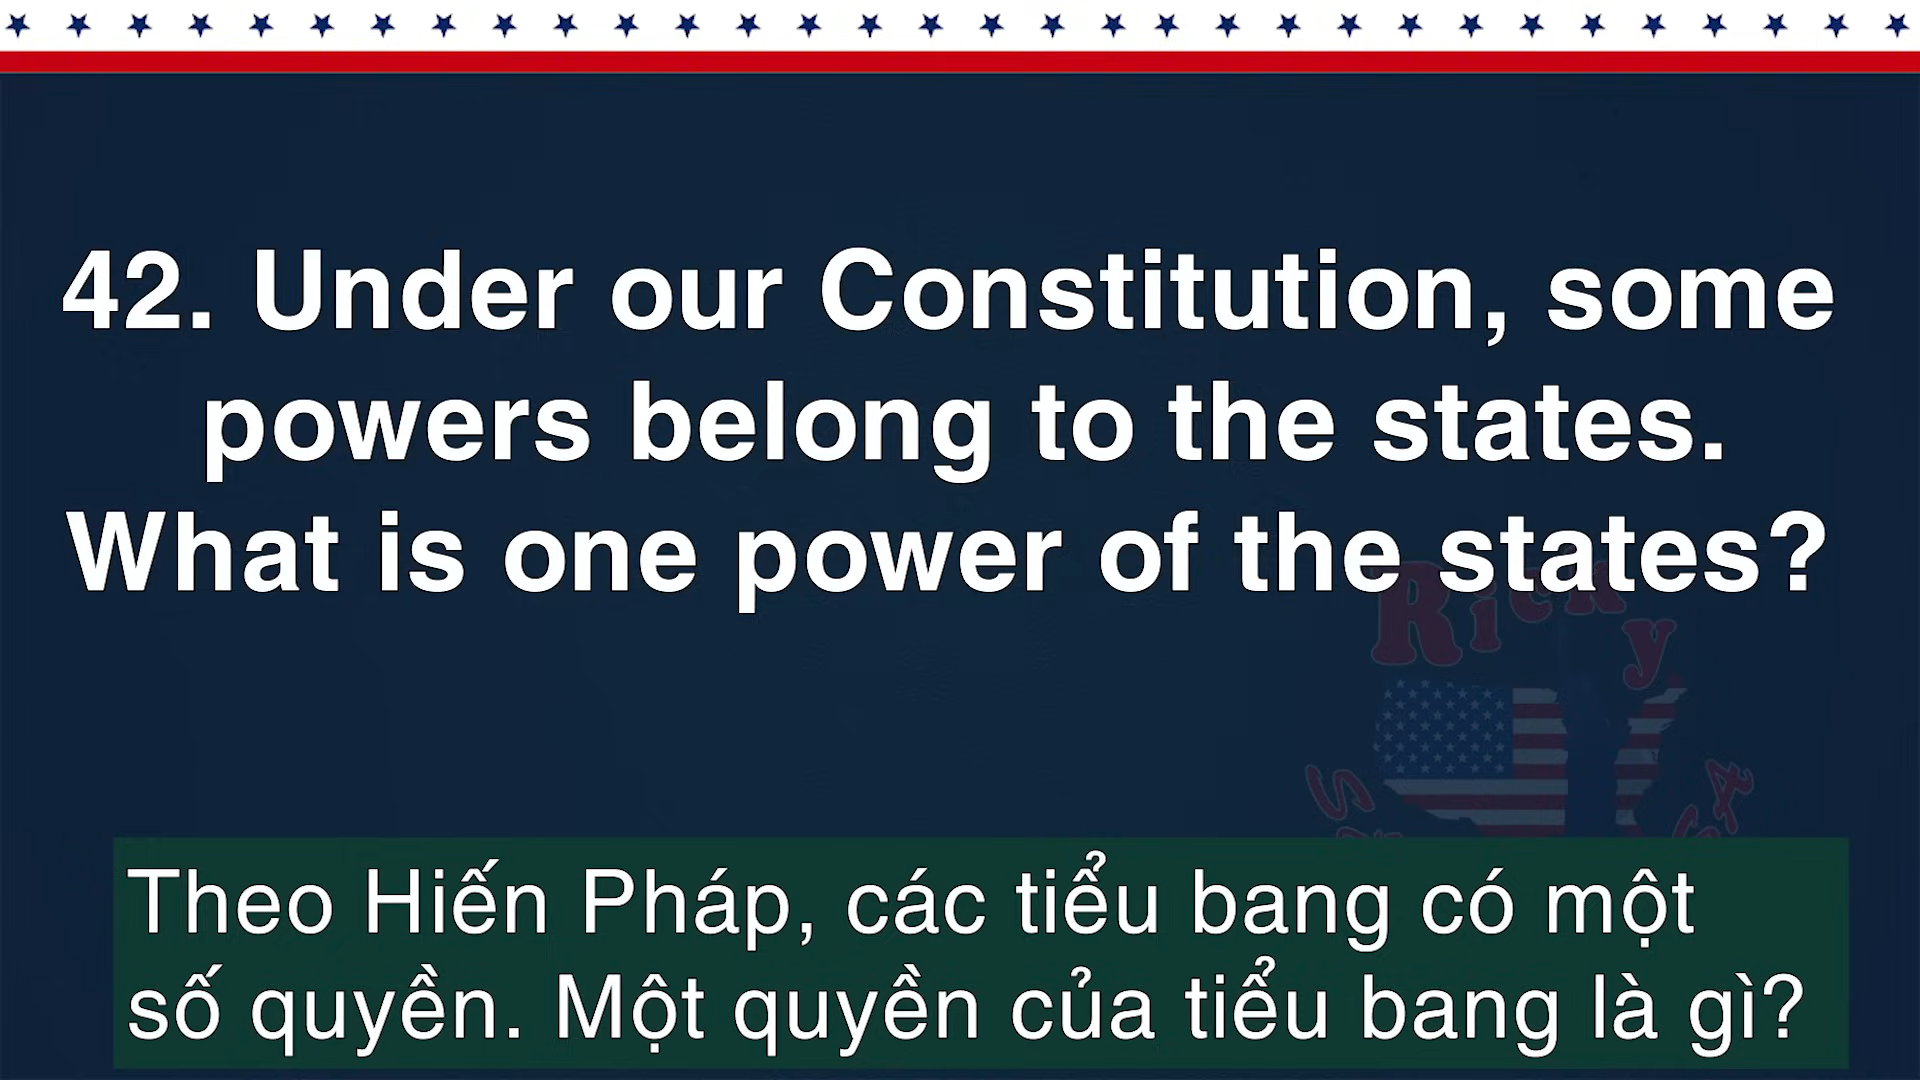 42. Under our Constitution, some
powers belong to the states.
What is one power of the states?
Ricky
Theo Hiến Pháp, các tiểu bang có một
số quyền. Một quyền của tiểu bang là gì?